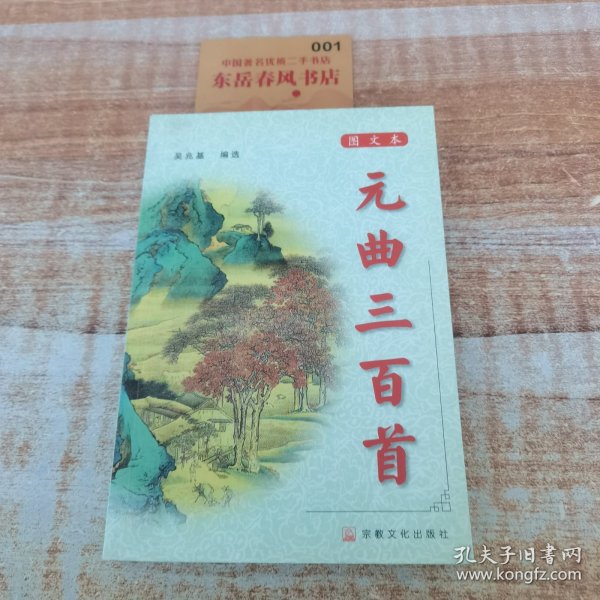 001
中国著名优质二手书店
东岳春风书店
图文本
吴兆基 编选
元曲三百首
宗教文化出版社
孔夫子旧书网
www.kongfz.com